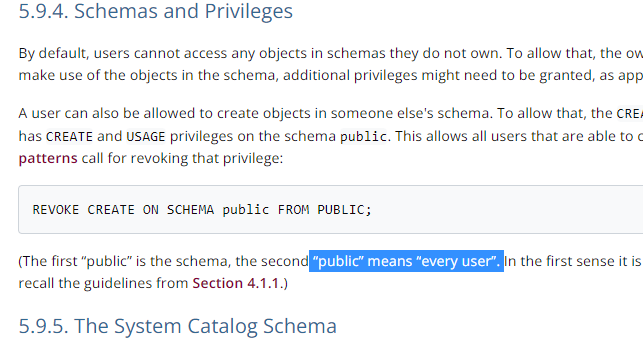 5.9.4. Schemas and Privileges
By default, users cannot access any objects in schemas they do not own. To allow that, the
make use of the objects in the schema, additional privileges might need to be granted, as
A user can also be allowed to create objects in someone else's schema. To allow that, the
has CREATE and USAGE privileges on the schema public. This allows all users that are able to
patterns call for revoking that privilege:
REVOKE CREATE ON SCHEMA public FROM PUBLIC;
(The first “public” is the schema, the second “public” means “every user”. In the first sense it is
recall the guidelines from Section 4.1.1.)
5.9.5. The System Catalog Schema